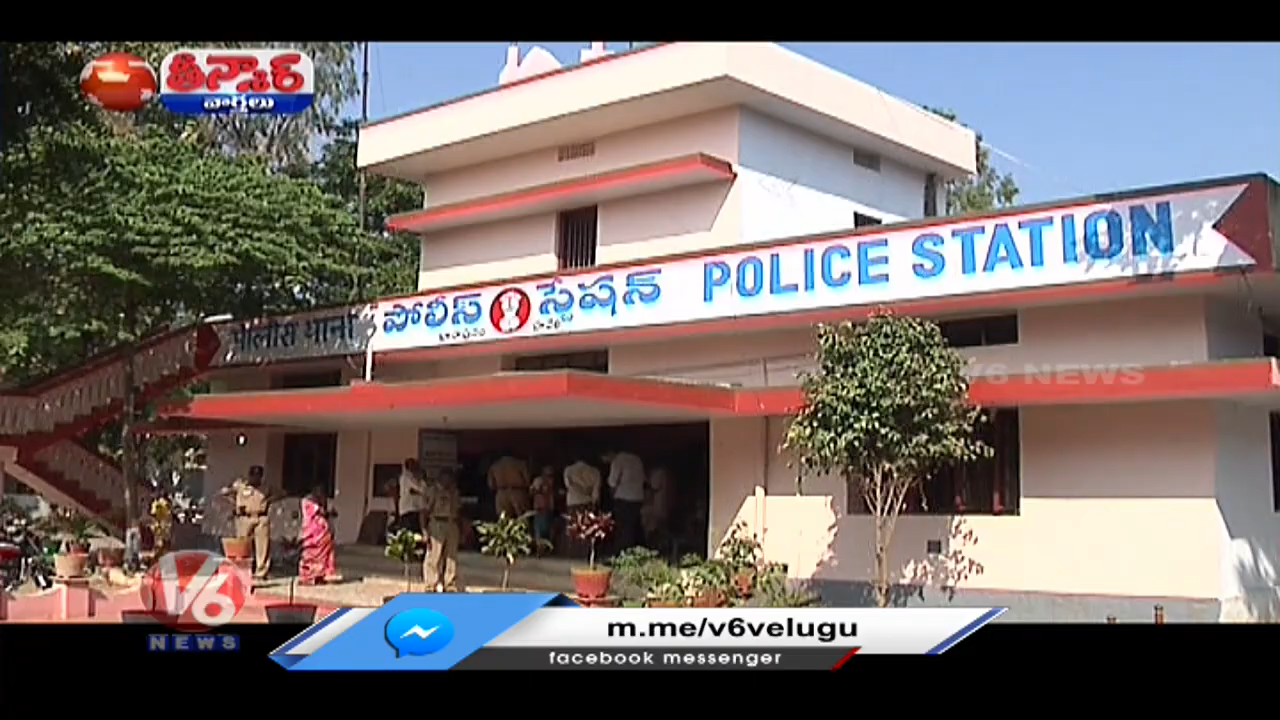 తీన్మార్
వార్తలు
పోలీస్ స్టేషన్ POLICE STATION
V6 NEWS
V6
NEWS
m.me/v6velugu
facebook messenger